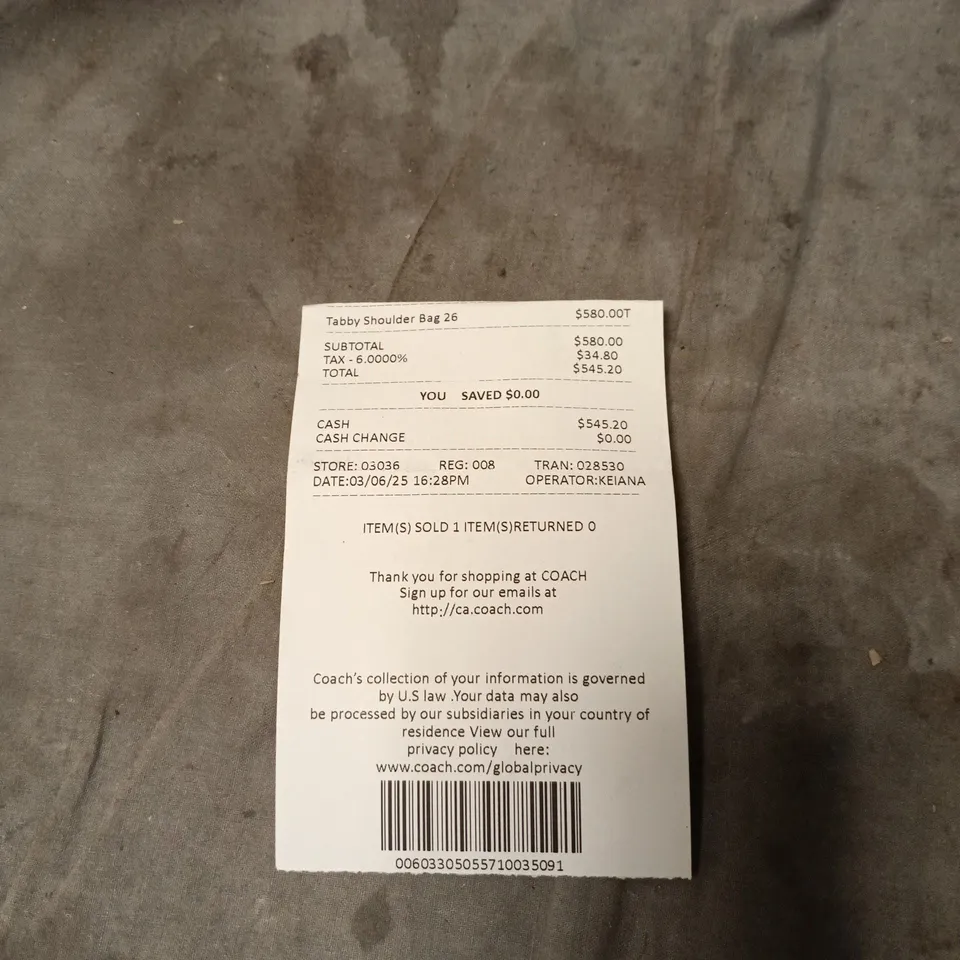 Tabby Shoulder Bag 26 $580.00T
SUBTOTAL $580.00
TAX - 6.0000% $34.80
TOTAL $545.20
YOU SAVED $0.00
CASH $545.20
CASH CHANGE $0.00
STORE: 03036 REG: 008 TRAN: 028530
DATE:03/06/25 16:28PM OPERATOR:KEIANA
ITEM(S) SOLD 1 ITEM(S)RETURNED 0
Thank you for shopping at COACH
Sign up for our emails at
http://ca.coach.com
Coach's collection of your information is governed
by U.S law .Your data may also
be processed by our subsidiaries in your country of
residence View our full
privacy policy here:
www.coach.com/globalprivacy
00603305055710035091